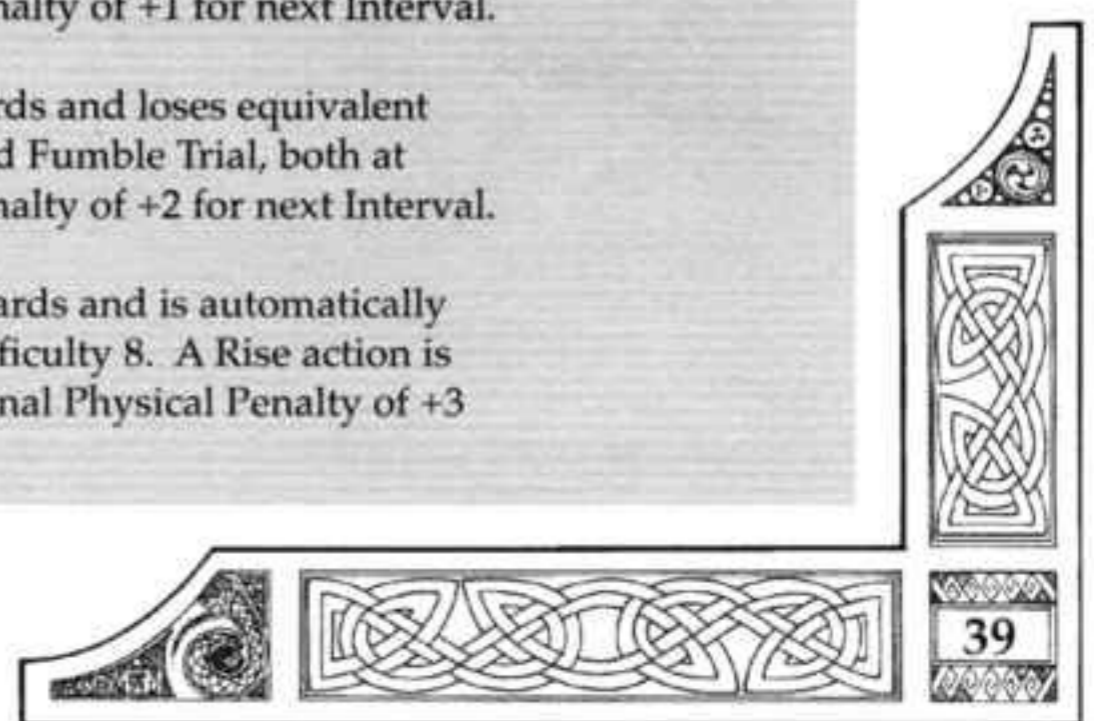 nalty of +1 for next Interval.
rds and loses equivalent
d Fumble Trial, both at
nalty of +2 for next Interval.
ards and is automatically
ficulty 8. A Rise action is
nal Physical Penalty of +3
39